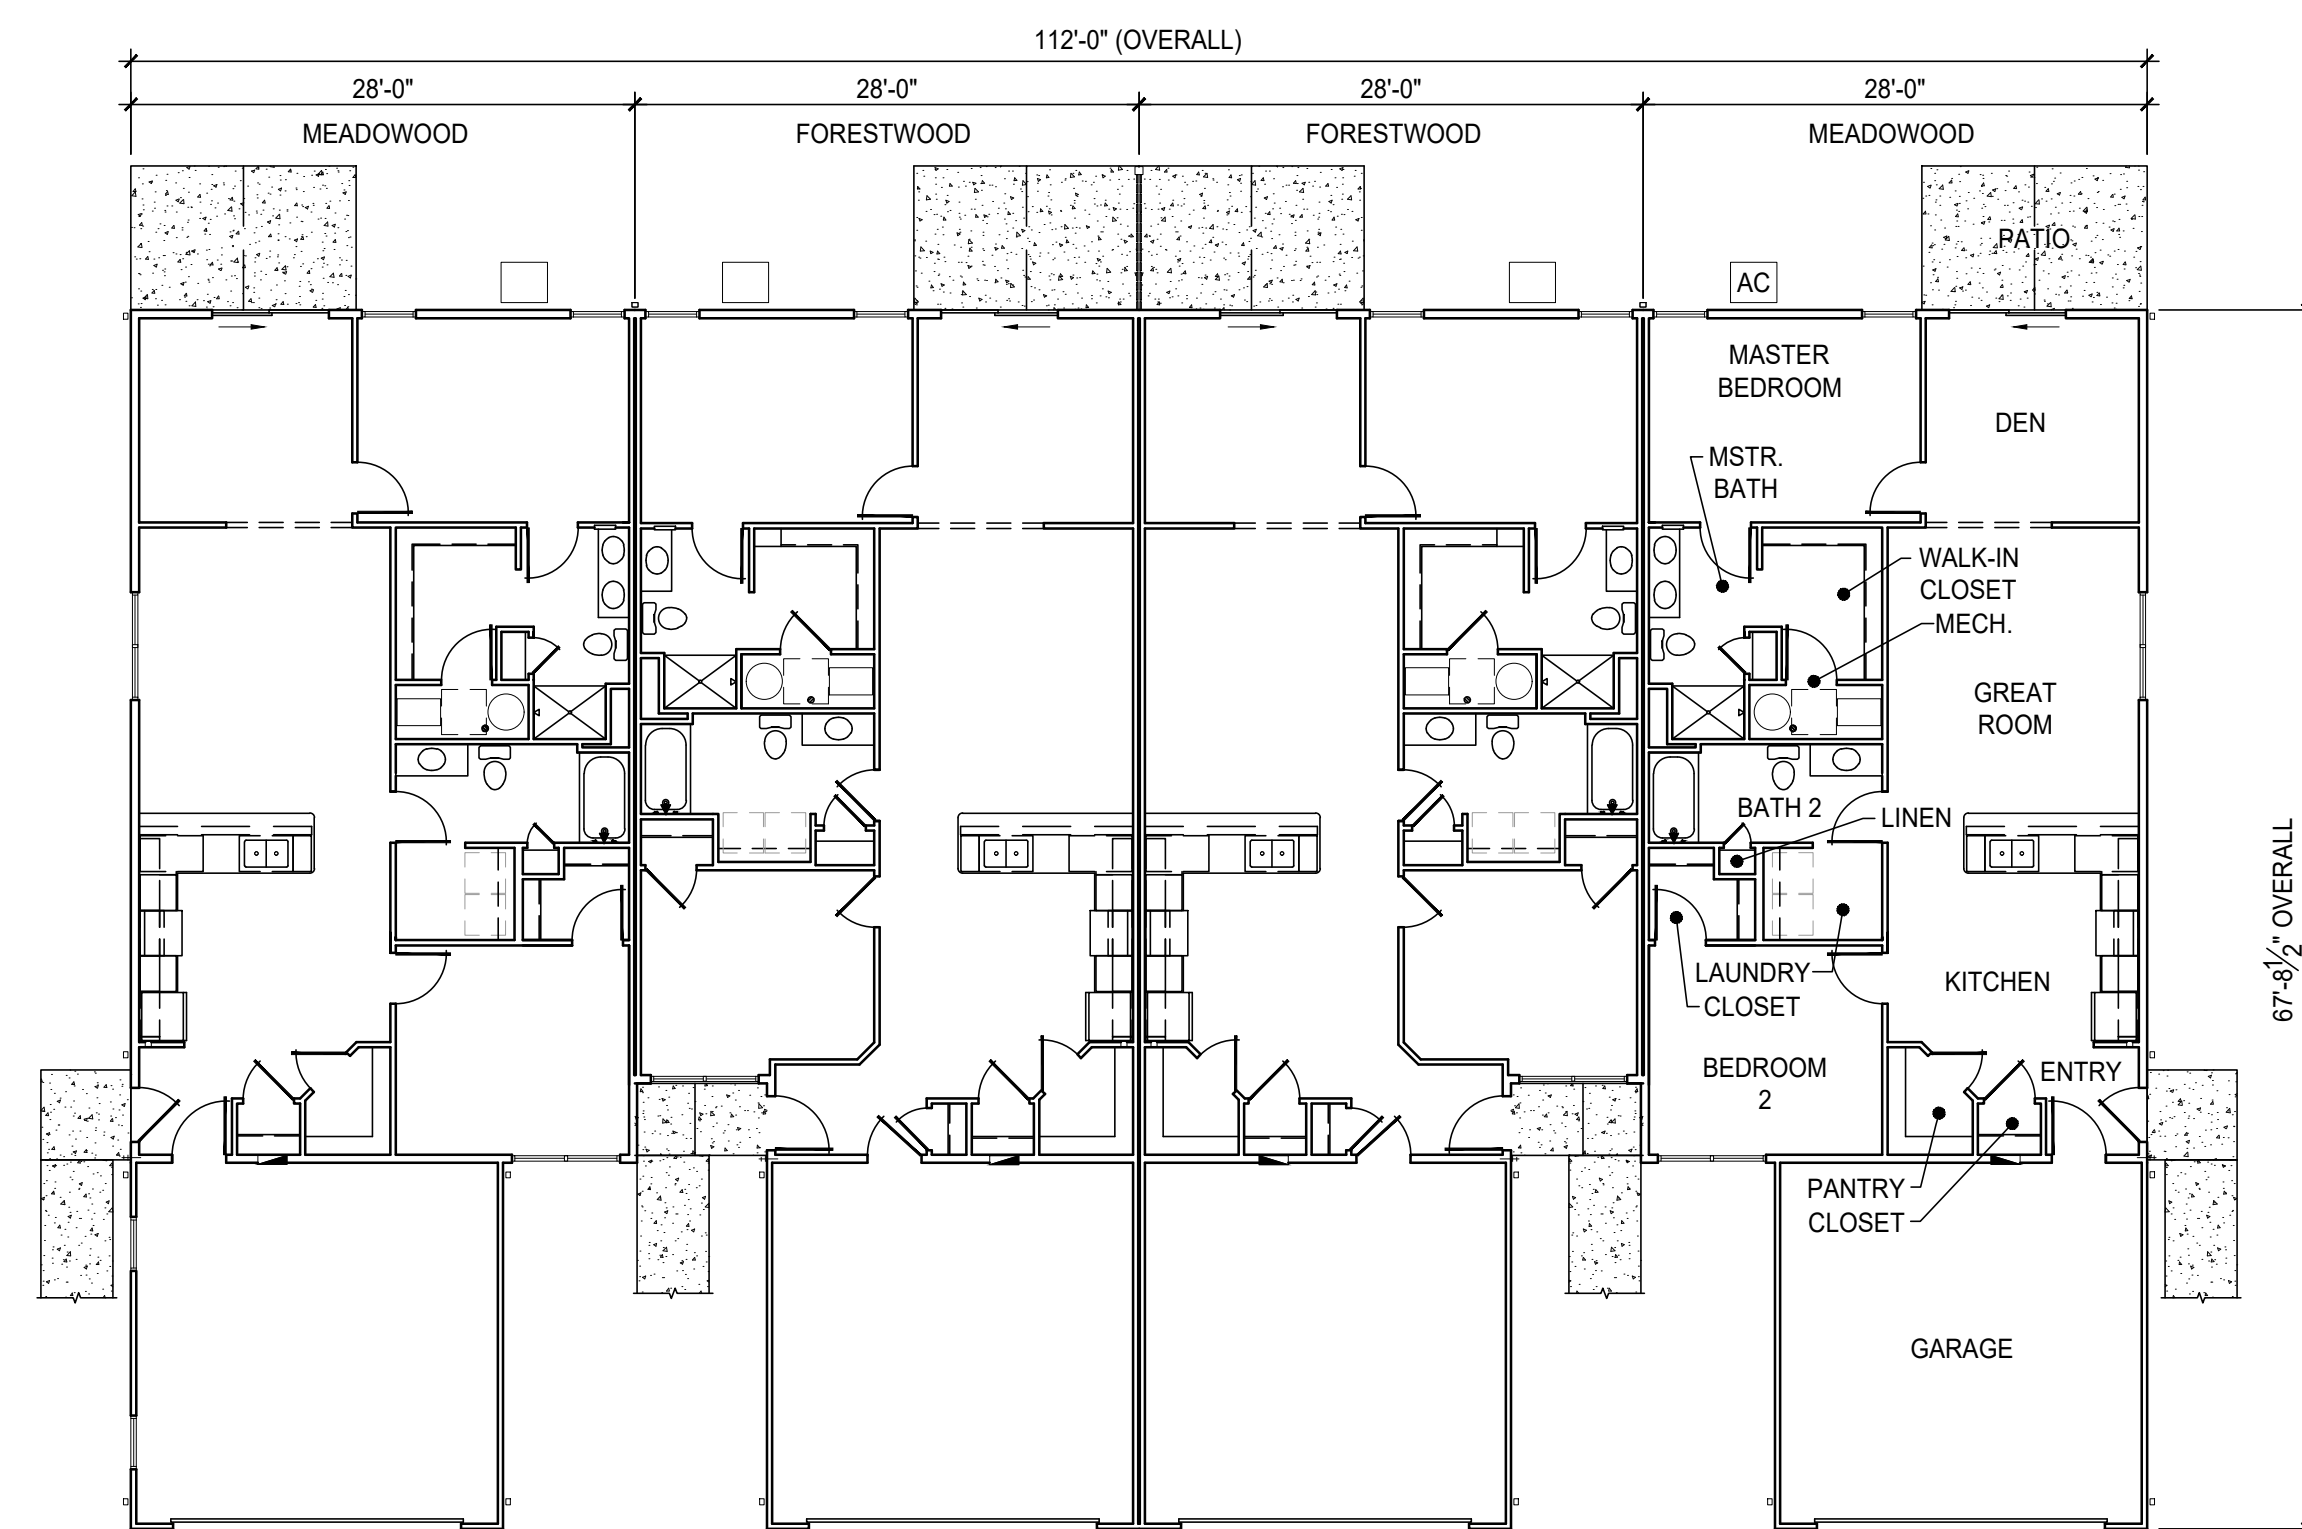 112'-0" (OVERALL)
28'-0"
28'-0"
28'-0"
28'-0"
MEADOWOOD
FORESTWOOD
FORESTWOOD
MEADOWOOD
PATIO
AC
MASTER
BEDROOM
DEN
MSTR.
BATH
WALK-IN
CLOSET
MECH.
GREAT
ROOM
BATH 2
LINEN
67'-8½" OVERALL
LAUNDRY
CLOSET
KITCHEN
BEDROOM
2
ENTRY
PANTRY
CLOSET
GARAGE